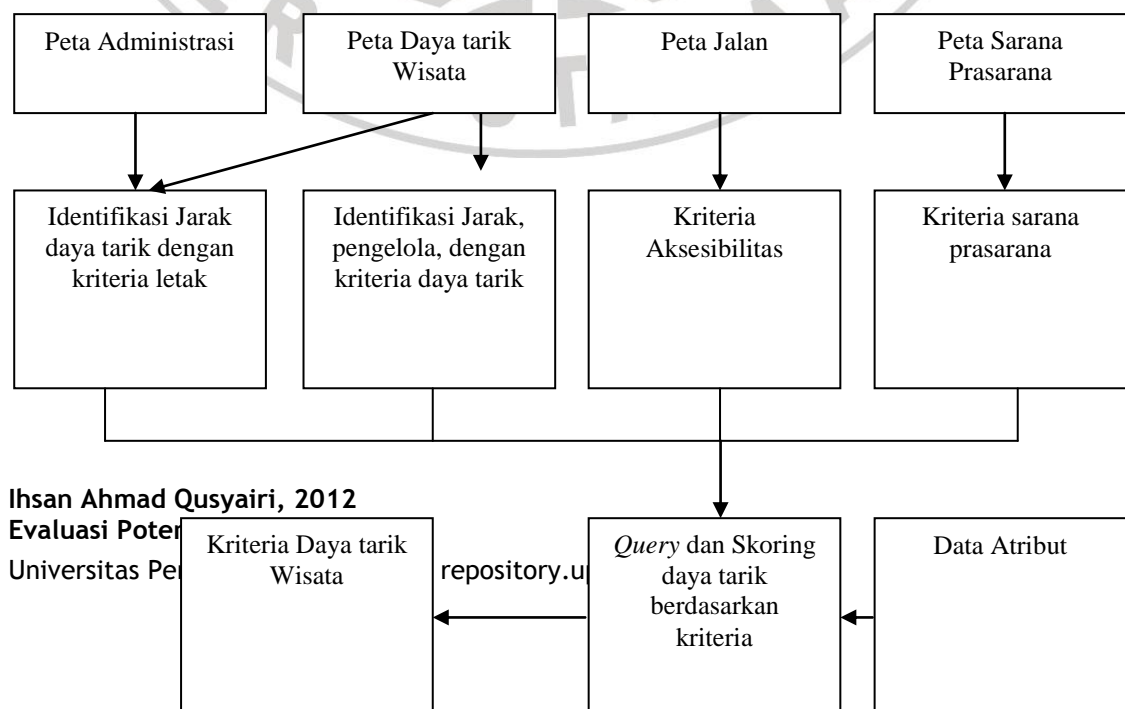 Peta Administrasi
Peta Daya tarik
Wisata
Peta Jalan
Peta Sarana
Prasarana
Identifikasi Jarak
daya tarik dengan
kriteria letak
Identifikasi Jarak,
pengelola, dengan
kriteria daya tarik
Kriteria
Aksesibilitas
Kriteria sarana
prasarana
Ihsan Ahmad Qusyairi, 2012
Evaluasi
Universitas
repository.
Kriteria Daya tarik
Wisata
Query dan Skoring
daya tarik
berdasarkan
kriteria
Data Atribut